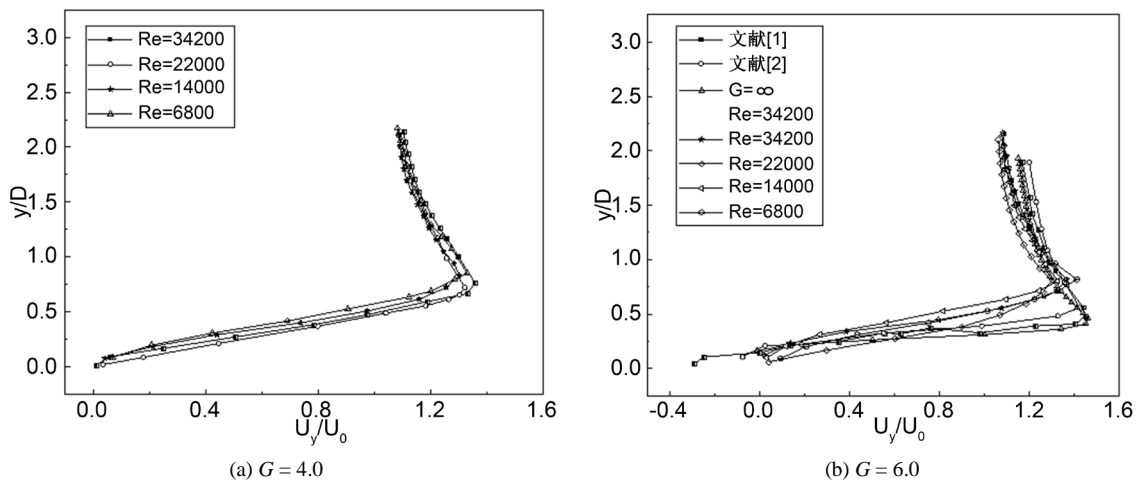 3.0
2.5
2.0
1.5
1.0
0.5
0.0
y/D
Re=34200
Re=22000
Re=14000
Re=6800
0.0
0.4
0.8
1.2
1.6
Uy/U0
(a) G = 4.0
3.0
2.5
2.0
1.5
1.0
0.5
0.0
y/D
文献[1]
文献[2]
G=∞
Re=34200
Re=34200
Re=22000
Re=14000
Re=6800
-0.4
0.0
0.4
0.8
1.2
1.6
Uy/U0
(b) G = 6.0